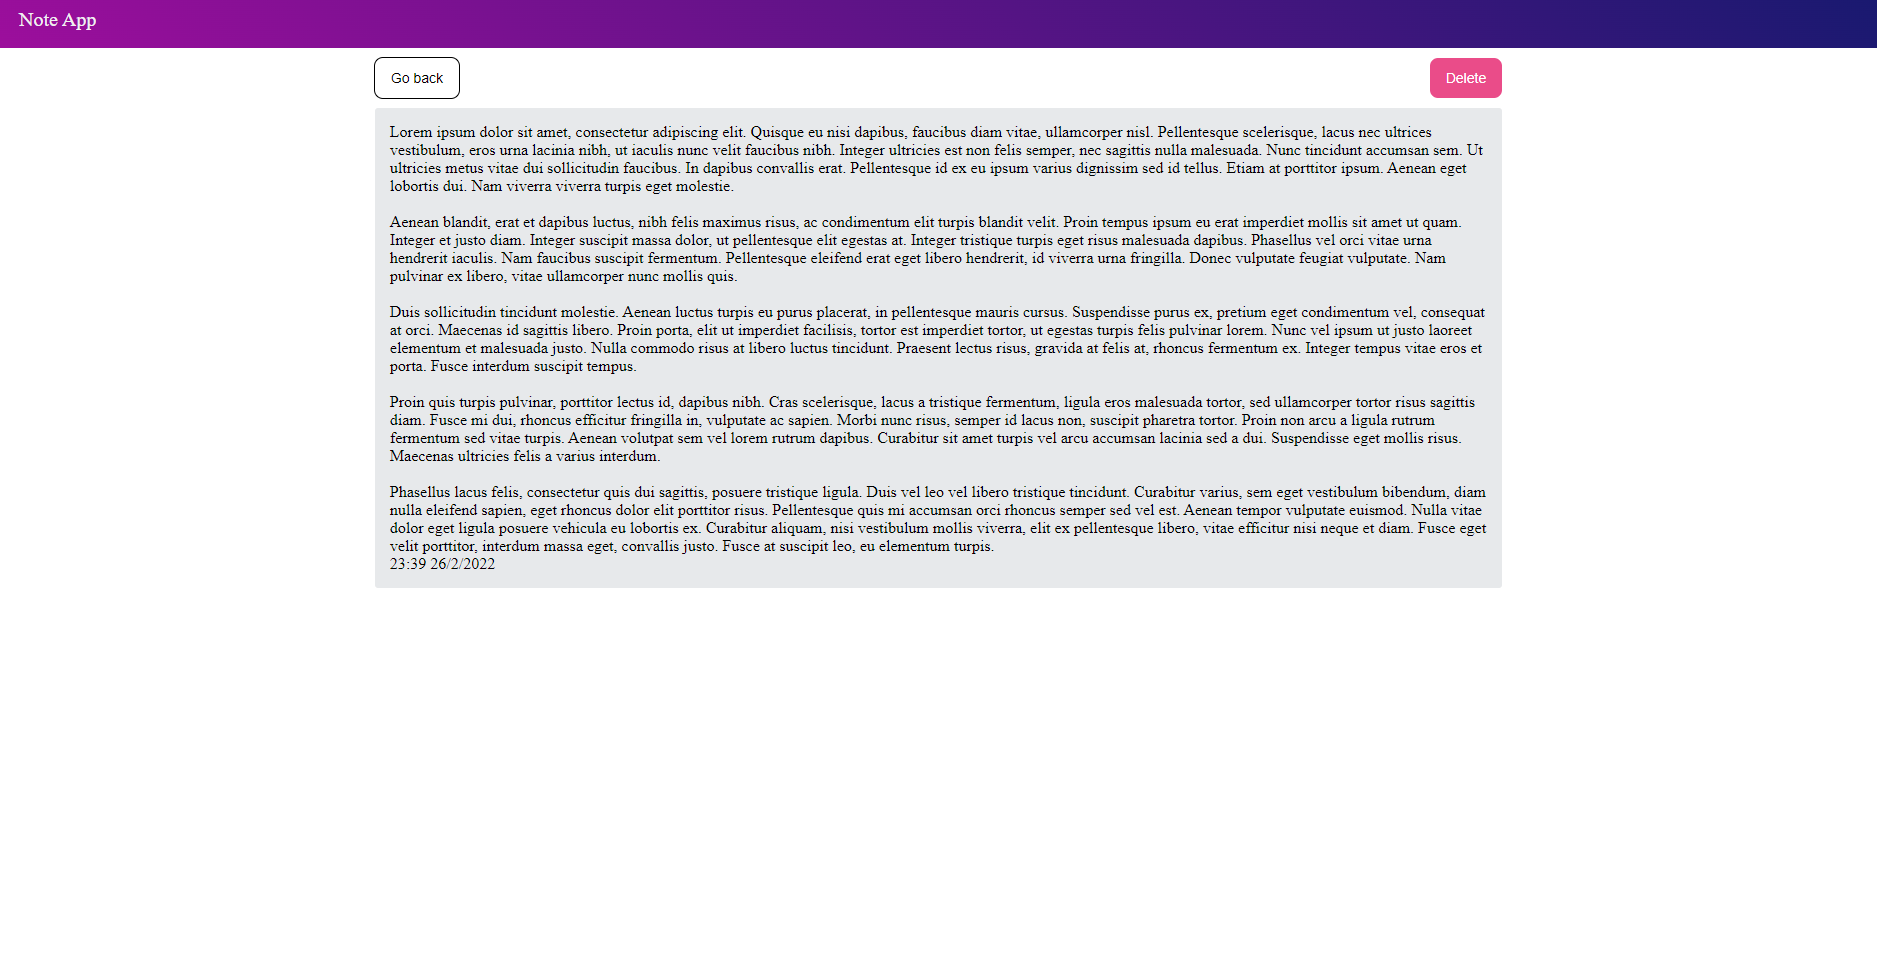 Note App
Go back
Delete
Lorem ipsum dolor sit amet, consectetur adipiscing elit. Quisque eu nisi dapibus, faucibus diam vitae, ullamcorper nisl. Pellentesque scelerisque, lacus nec ultrices
vestibulum, eros urna lacinia nibh, ut iaculis nunc velit faucibus nibh. Integer ultricies est non felis semper, nec sagittis nulla malesuada. Nunc tincidunt accumsan sem. Ut
ultricies metus vitae dui sollicitudin faucibus. In dapibus convallis erat. Pellentesque id ex eu ipsum varius dignissim sed id tellus. Etiam at porttitor ipsum. Aenean eget
lobortis dui. Nam viverra viverra turpis eget molestie.
Aenean blandit, erat et dapibus luctus, nibh felis maximus risus, ac condimentum elit turpis blandit velit. Proin tempus ipsum eu erat imperdiet mollis sit amet ut quam.
Integer et justo diam. Integer suscipit massa dolor, ut pellentesque elit egestas at. Integer tristique turpis eget risus malesuada dapibus. Phasellus vel orci vitae urna
hendrerit iaculis. Nam faucibus suscipit fermentum. Pellentesque eleifend erat eget libero hendrerit, id viverra urna fringilla. Donec vulputate feugiat vulputate. Nam
pulvinar ex libero, vitae ullamcorper nunc mollis quis.
Duis sollicitudin tincidunt molestie. Aenean luctus turpis eu purus placerat, in pellentesque mauris cursus. Suspendisse purus ex, pretium eget condimentum vel, consequat
at orci. Maecenas id sagittis libero. Proin porta, elit ut imperdiet facilisis, tortor est imperdiet tortor, ut egestas turpis felis pulvinar lorem. Nunc vel ipsum ut justo laoreet
elementum et malesuada justo. Nulla commodo risus at libero luctus tincidunt. Praesent lectus risus, gravida at felis at, rhoncus fermentum ex. Integer tempus vitae eros et
porta. Fusce interdum suscipit tempus.
Proin quis turpis pulvinar, porttitor lectus id, dapibus nibh. Cras scelerisque, lacus a tristique fermentum, ligula eros malesuada tortor, sed ullamcorper tortor risus sagittis
diam. Fusce mi dui, rhoncus efficitur fringilla in, vulputate ac sapien. Morbi nunc risus, semper id lacus non, suscipit pharetra tortor. Proin non arcu a ligula rutrum
fermentum sed vitae turpis. Aenean volutpat sem vel lorem rutrum dapibus. Curabitur sit amet turpis vel arcu accumsan lacinia sed a dui. Suspendisse eget mollis risus.
Maecenas ultricies felis a varius interdum.
Phasellus lacus felis, consectetur quis dui sagittis, posuere tristique ligula. Duis vel leo vel libero tristique tincidunt. Curabitur varius, sem eget vestibulum bibendum, diam
nulla eleifend sapien, eget rhoncus dolor elit porttitor risus. Pellentesque quis mi accumsan orci rhoncus semper sed vel est. Aenean tempor vulputate euismod. Nulla vitae
dolor eget ligula posuere vehicula eu lobortis ex. Curabitur aliquam, nisi vestibulum mollis viverra, elit ex pellentesque libero, vitae efficitur nisi neque et diam. Fusce eget
velit porttitor, interdum massa eget, convallis justo. Fusce at suscipit leo, eu elementum turpis.
23:39 26/2/2022